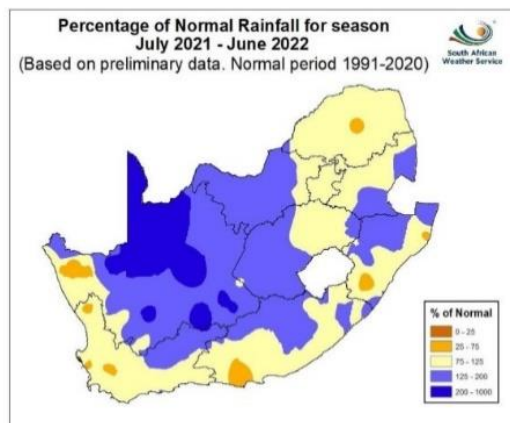 Percentage of Normal Rainfall for season
July 2021 - June 2022
(Based on preliminary data. Normal period 1991-2020)
South African
Weather Service
% of Normal
0 - 25
25 - 75
75 - 125
125 - 200
200 - 1000